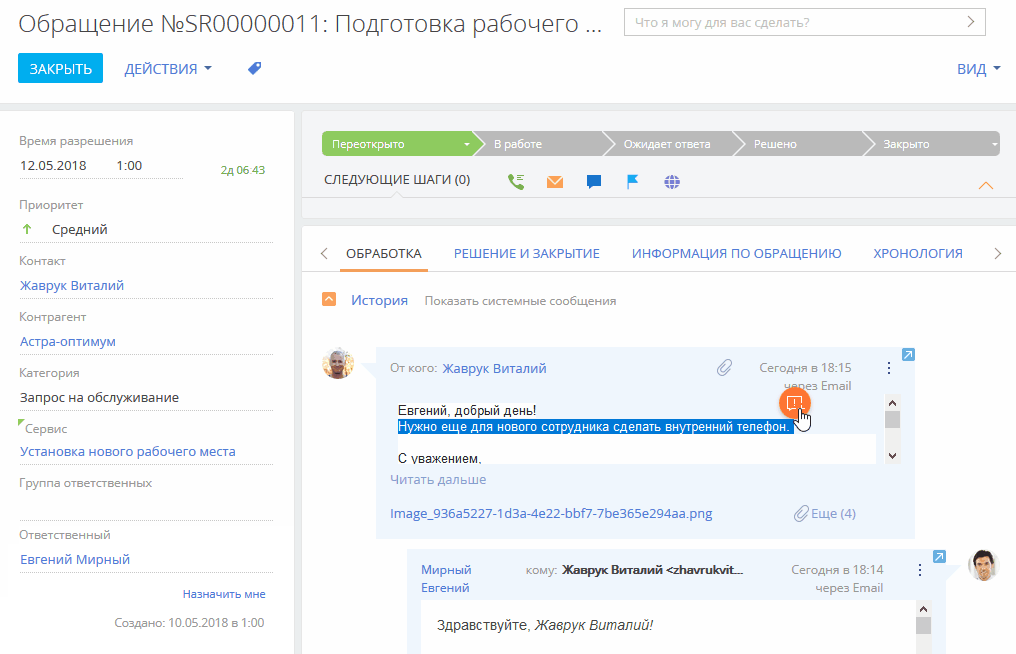 Обращение №SR00000011: Подготовка рабочего ...
Что я могу для вас сделать?
ЗАКРЫТЬ
ДЕЙСТВИЯ
ВИД
Время разрешения
12.05.2018 1:00 2д 06:43
Приоритет
Средний
Контакт
Жаврук Виталий
Контрагент
Астра-оптимум
Категория
Запрос на обслуживание
Сервис
Установка нового рабочего места
Группа ответственных
Ответственный
Евгений Мирный
Назначить мне
Создано: 10.05.2018 в 1:00
Переоткрыто В работе Ожидает ответа Решено Закрыто
СЛЕДУЮЩИЕ ШАГИ (0)
ОБРАБОТКА РЕШЕНИЕ И ЗАКРЫТИЕ ИНФОРМАЦИЯ ПО ОБРАЩЕНИЮ ХРОНОЛОГИЯ
История Показать системные сообщения
От кого: Жаврук Виталий Сегодня в 18:15
через Email
Евгений, добрый день!
Нужно еще для нового сотрудника сделать внутренний телефон.
С уважением,
Читать дальше
Image_936a5227-1d3a-4e22-bbf7-7be365e294aa.png Еще (4)
Мирный кому: Жаврук Виталий <zhavrukvit... Сегодня в 18:14
Евгений через Email
Здравствуйте, Жаврук Виталий!